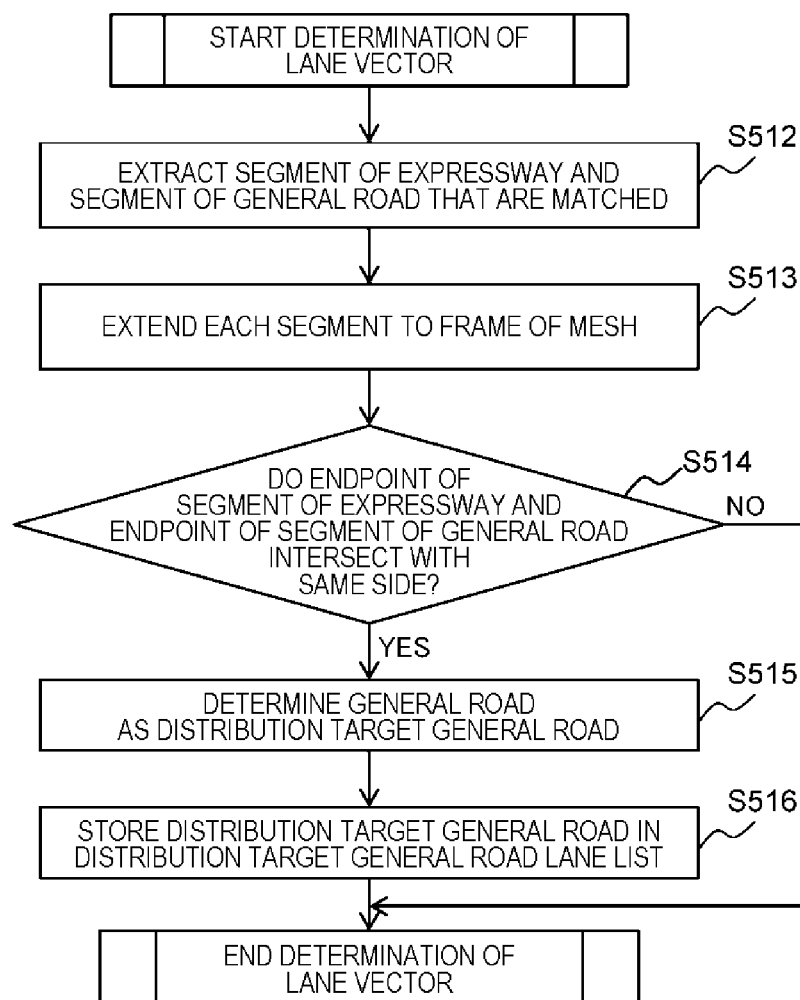 START DETERMINATION OF
LANE VECTOR
S512
EXTRACT SEGMENT OF EXPRESSWAY AND
SEGMENT OF GENERAL ROAD THAT ARE MATCHED
S513
EXTEND EACH SEGMENT TO FRAME OF MESH
S514
DO ENDPOINT OF
SEGMENT OF EXPRESSWAY AND
ENDPOINT OF SEGMENT OF GENERAL ROAD
INTERSECT WITH
SAME SIDE?
NO
YES
S515
DETERMINE GENERAL ROAD
AS DISTRIBUTION TARGET GENERAL ROAD
S516
STORE DISTRIBUTION TARGET GENERAL ROAD IN
DISTRIBUTION TARGET GENERAL ROAD LANE LIST
END DETERMINATION OF
LANE VECTOR